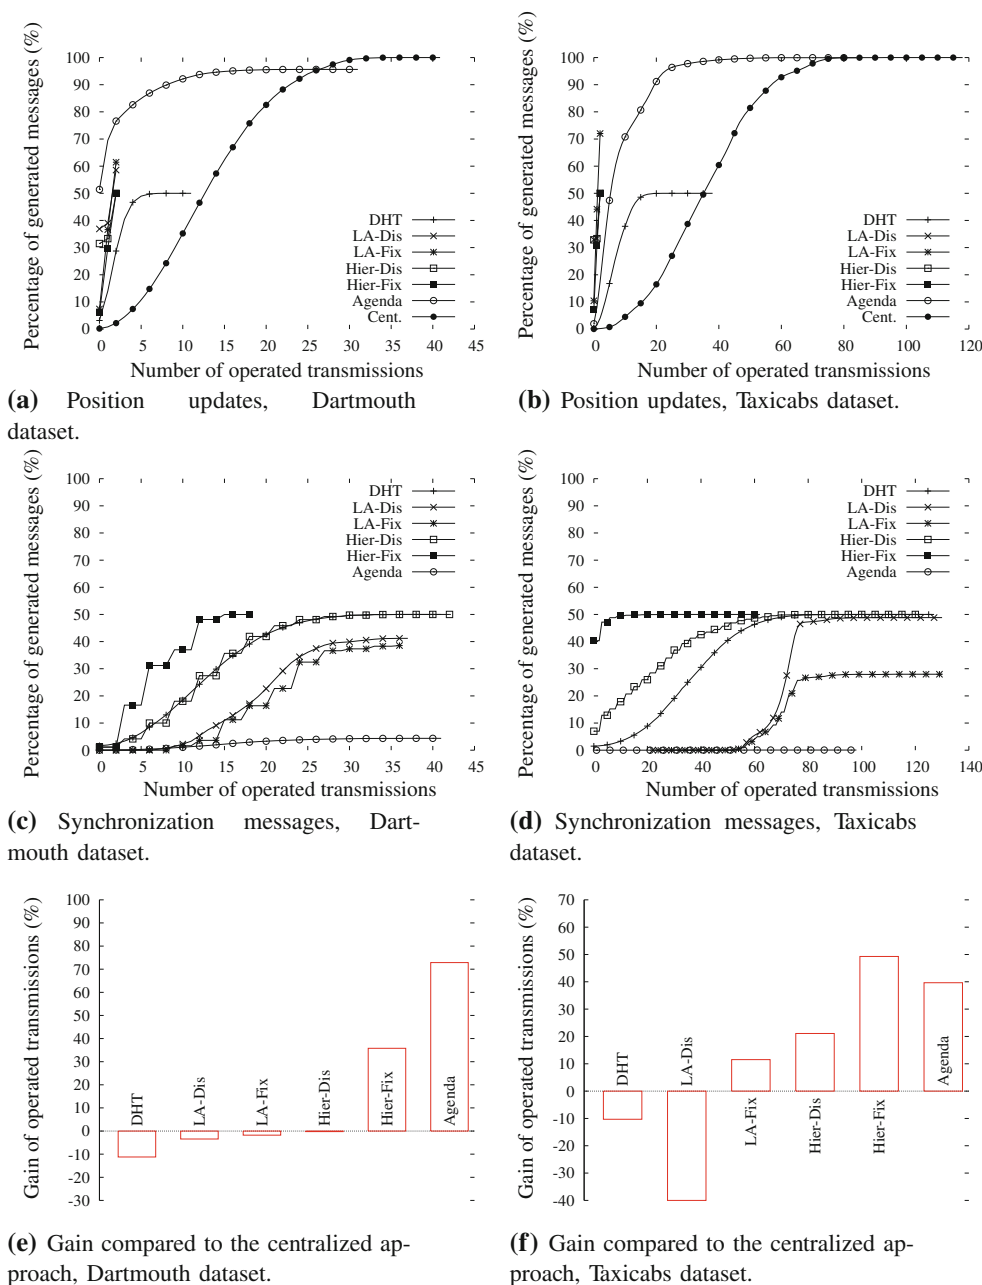 Percentage of generated messages (%)
100
90
80
70
60
50
40
30
20
10
0
DHT
LA-Dis
LA-Fix
Hier-Dis
Hier-Fix
Agenda
Cent.
0 5 10 15 20 25 30 35 40 45
Number of operated transmissions
(a) Position updates, Dartmouth
dataset.
Percentage of generated messages (%)
100
90
80
70
60
50
40
30
20
10
0
DHT
LA-Dis
LA-Fix
Hier-Dis
Hier-Fix
Agenda
Cent.
0 20 40 60 80 100 120
Number of operated transmissions
(b) Position updates, Taxicabs dataset.
Percentage of generated messages (%)
100
90
80
70
60
50
40
30
20
10
0
DHT
LA-Dis
LA-Fix
Hier-Dis
Hier-Fix
Agenda
0 5 10 15 20 25 30 35 40 45
Number of operated transmissions
(c) Synchronization messages, Dart-
mouth dataset.
Percentage of generated messages (%)
100
90
80
70
60
50
40
30
20
10
0
DHT
LA-Dis
LA-Fix
Hier-Dis
Hier-Fix
Agenda
0 20 40 60 80 100 120 140
Number of operated transmissions
(d) Synchronization messages, Taxicabs
dataset.
Gain of operated transmissions (%)
100
90
80
70
60
50
40
30
20
10
0
-10
-20
-30
DHT
LA-Dis
LA-Fix
Hier-Dis
Hier-Fix
Agenda
(e) Gain compared to the centralized ap-
proach, Dartmouth dataset.
Gain of operated transmissions (%)
70
60
50
40
30
20
10
0
-10
-20
-30
-40
DHT
LA-Dis
LA-Fix
Hier-Dis
Hier-Fix
Agenda
(f) Gain compared to the centralized ap-
proach, Taxicabs dataset.